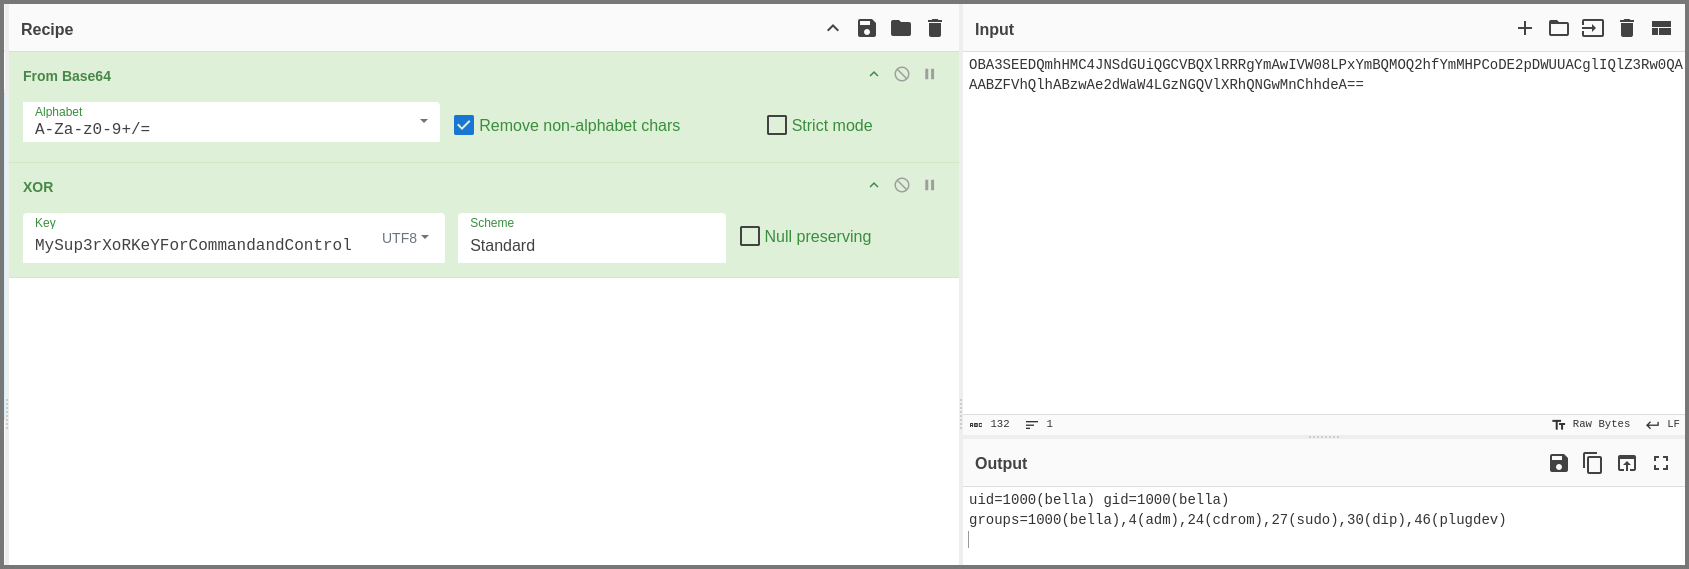 Recipe
From Base64
Alphabet
A-Za-z0-9+/=
Remove non-alphabet chars
Strict mode
XOR
Key
MySup3rXoRKeYForCommandandControl
UTF8
Scheme
Standard
Null preserving
Input
OBA3SEEDQmhHMC4JNSdGUiQGCVBQXlRRRgYmAwIVW08LPxYmBQMOQ2hfYmMHPCoDE2pDWUUACglIQlZ3Rw0QA
AABZFVhQlhABzwAe2dWaW4LGzNGQVlXRhQNGwMnChhdeA==
ABC 132
1
Raw Bytes
LF
Output
uid=1000(bella) gid=1000(bella)
groups=1000(bella),4(adm),24(cdrom),27(sudo),30(dip),46(plugdev)